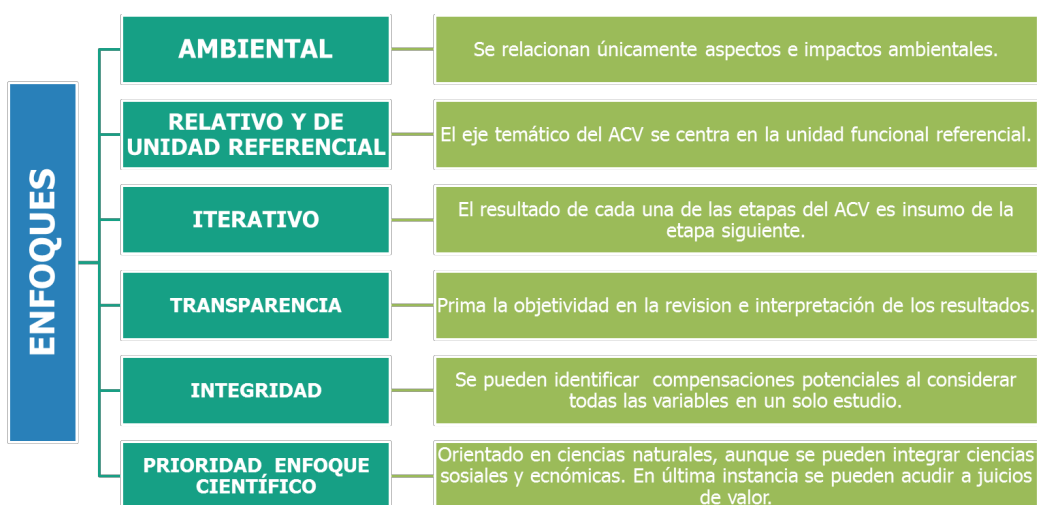 ENFOQUES
AMBIENTAL
Se relacionan únicamente aspectos e impactos ambientales.
RELATIVO Y DE
UNIDAD REFERENCIAL
El eje temático del ACV se centra en la unidad funcional referencial.
ITERATIVO
El resultado de cada una de las etapas del ACV es insumo de la
etapa siguiente.
TRANSPARENCIA
Prima la objetividad en la revision e interpretación de los resultados.
INTEGRIDAD
Se pueden identificar compensaciones potenciales al considerar
todas las variables en un solo estudio.
PRIORIDAD ENFOQUE
CIENTÍFICO
Orientado en ciencias naturales, aunque se pueden integrar ciencias
sosiales y ecnómicas. En última instancia se pueden acudir a juicios
de valor.